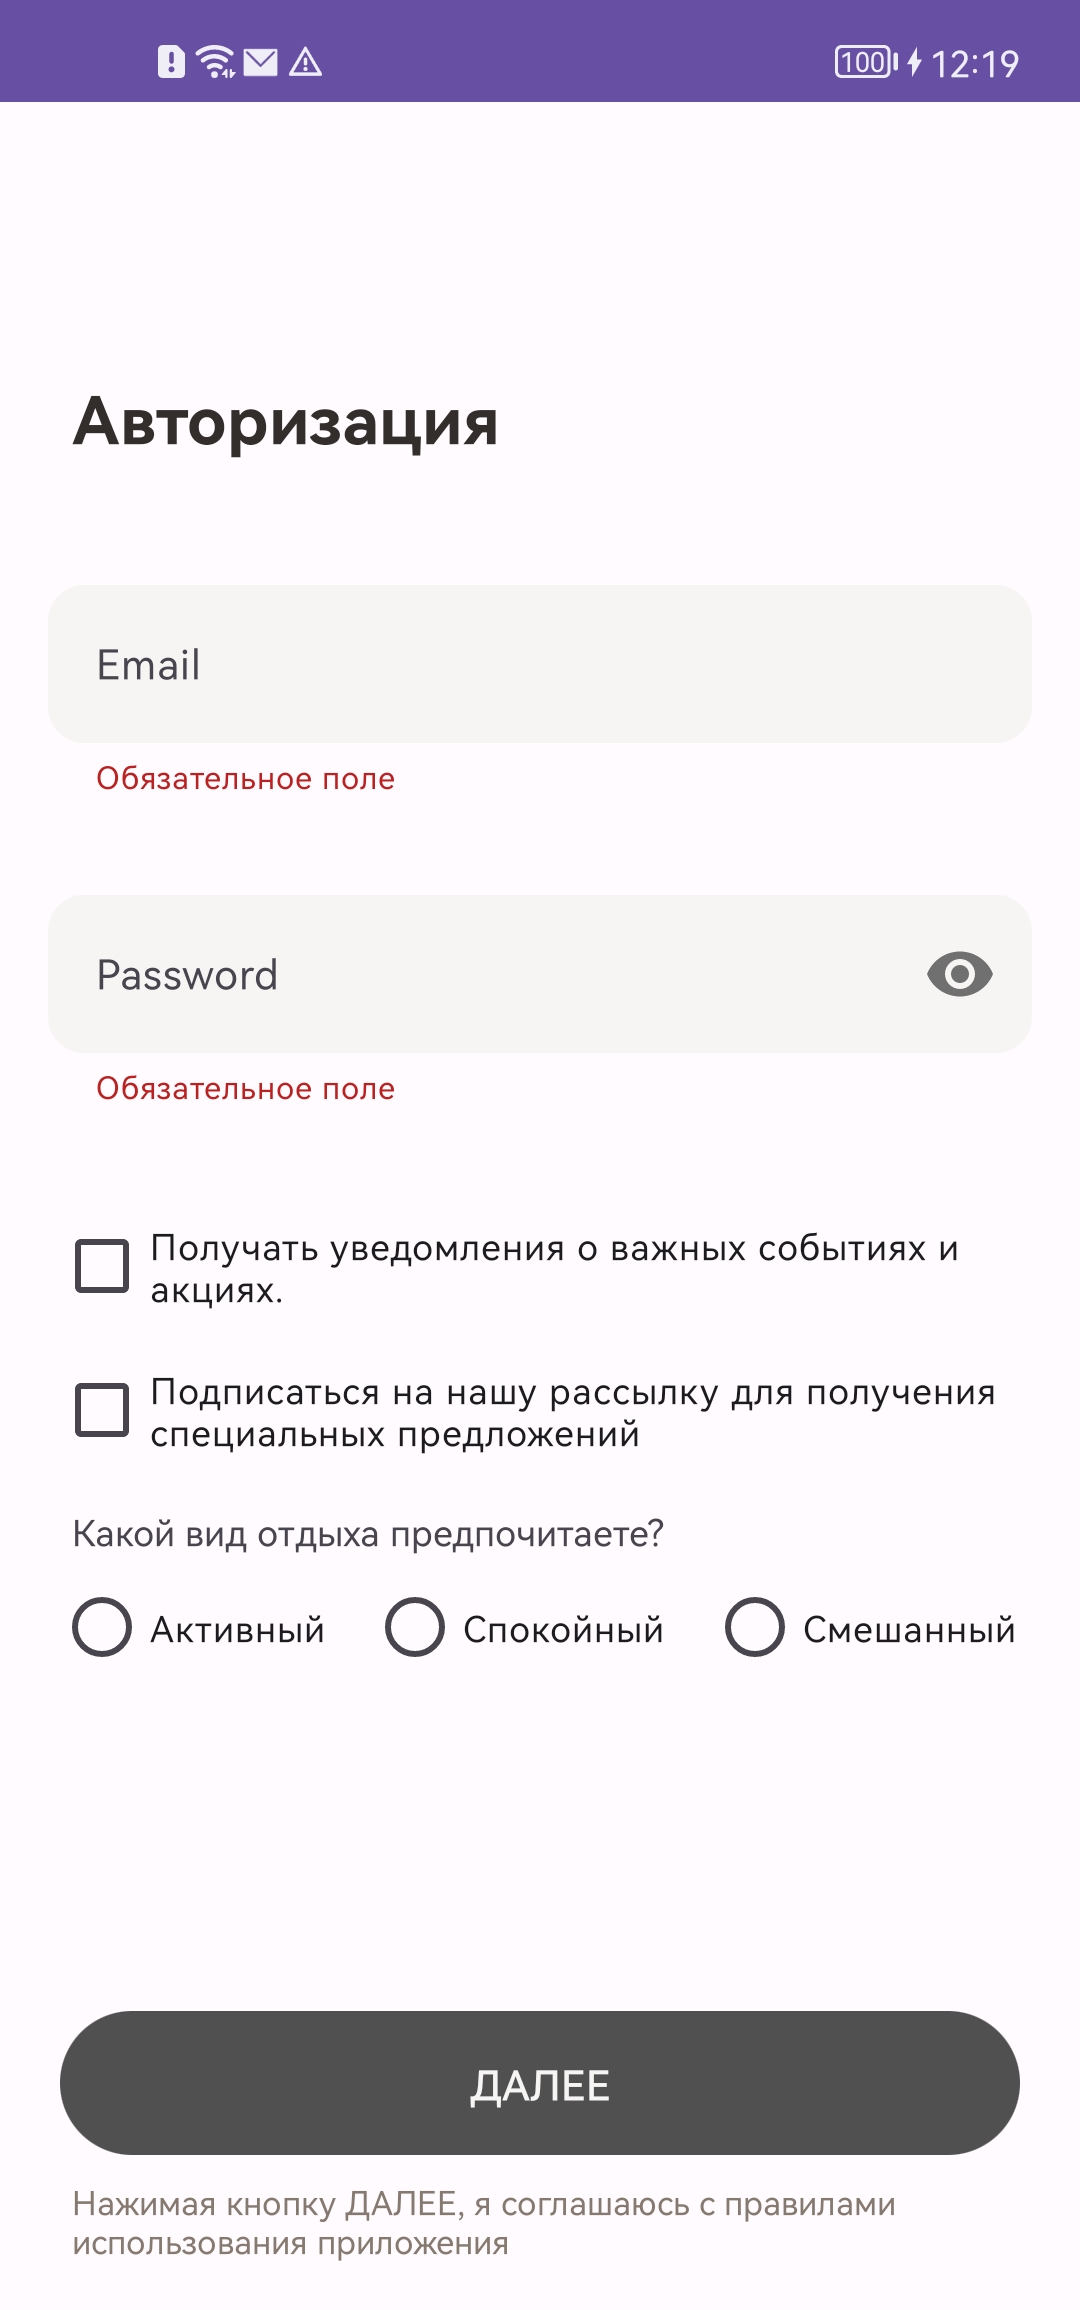 100 12:19
Авторизация
Email
Обязательное поле
Password
Обязательное поле
Получать уведомления о важных событиях и
акциях.
Подписаться на нашу рассылку для получения
специальных предложений
Какой вид отдыха предпочитаете?
Активный Спокойный Смешанный
ДАЛЕЕ
Нажимая кнопку ДАЛЕЕ, я соглашаюсь с правилами
использования приложения